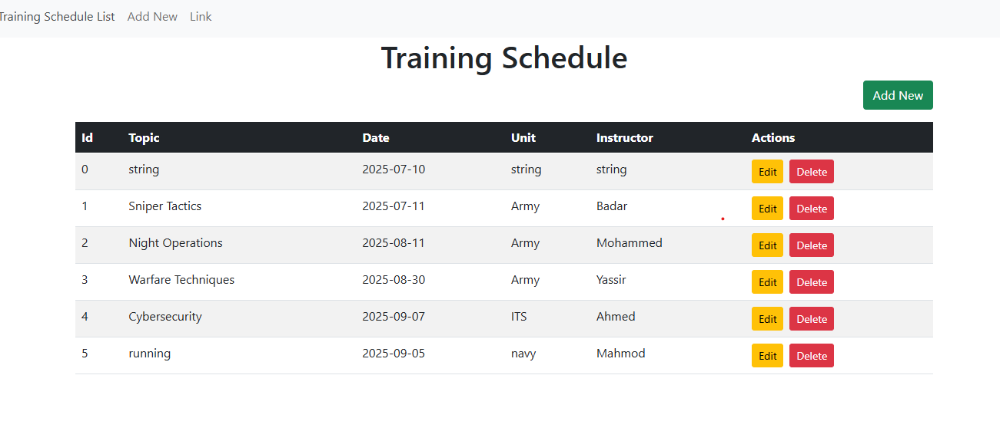 Training Schedule List Add New Link
Training Schedule
Add New
Id Topic Date Unit Instructor Actions
0 string 2025-07-10 string string Edit Delete
1 Sniper Tactics 2025-07-11 Army Badar Edit Delete
2 Night Operations 2025-08-11 Army Mohammed Edit Delete
3 Warfare Techniques 2025-08-30 Army Yassir Edit Delete
4 Cybersecurity 2025-09-07 ITS Ahmed Edit Delete
5 running 2025-09-05 navy Mahmod Edit Delete